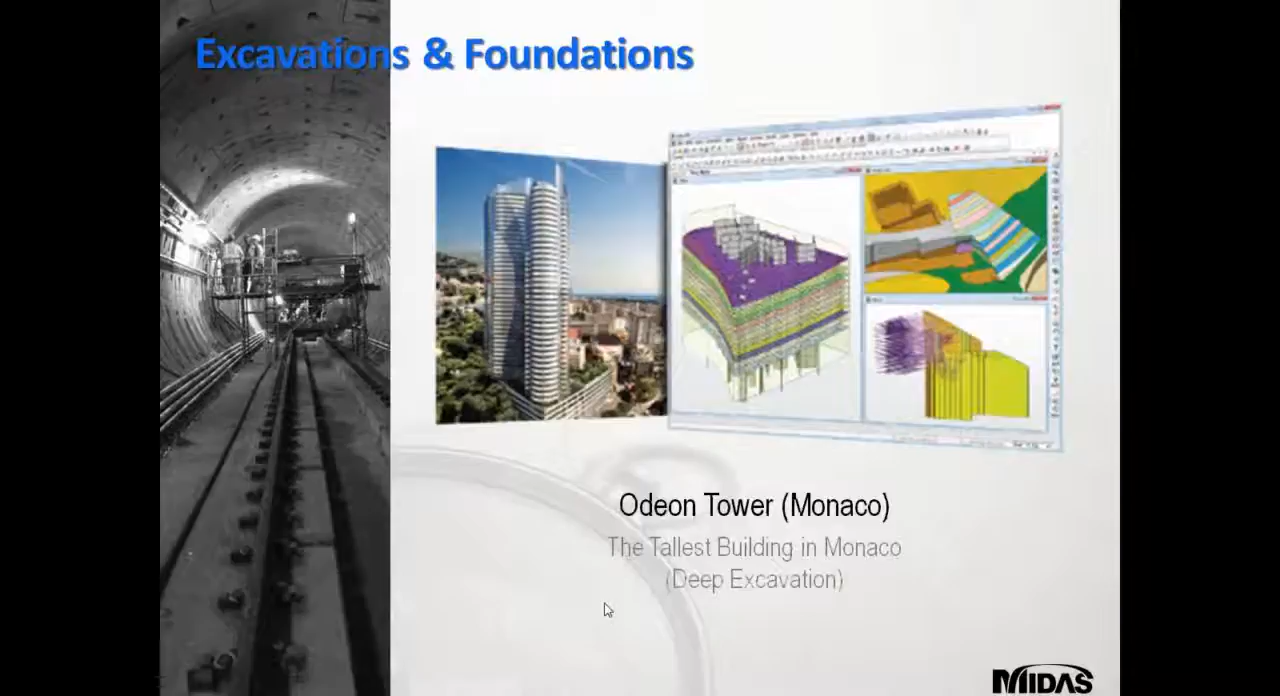 Excavations & Foundations
Odeon Tower (Monaco)
The Tallest Building in Monaco
(Deep Excavation)
MIDAS